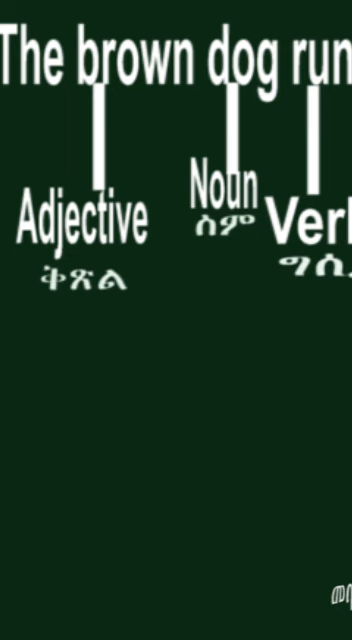 The brown dog run
Adjective Noun Verb
ቅጽል ስም